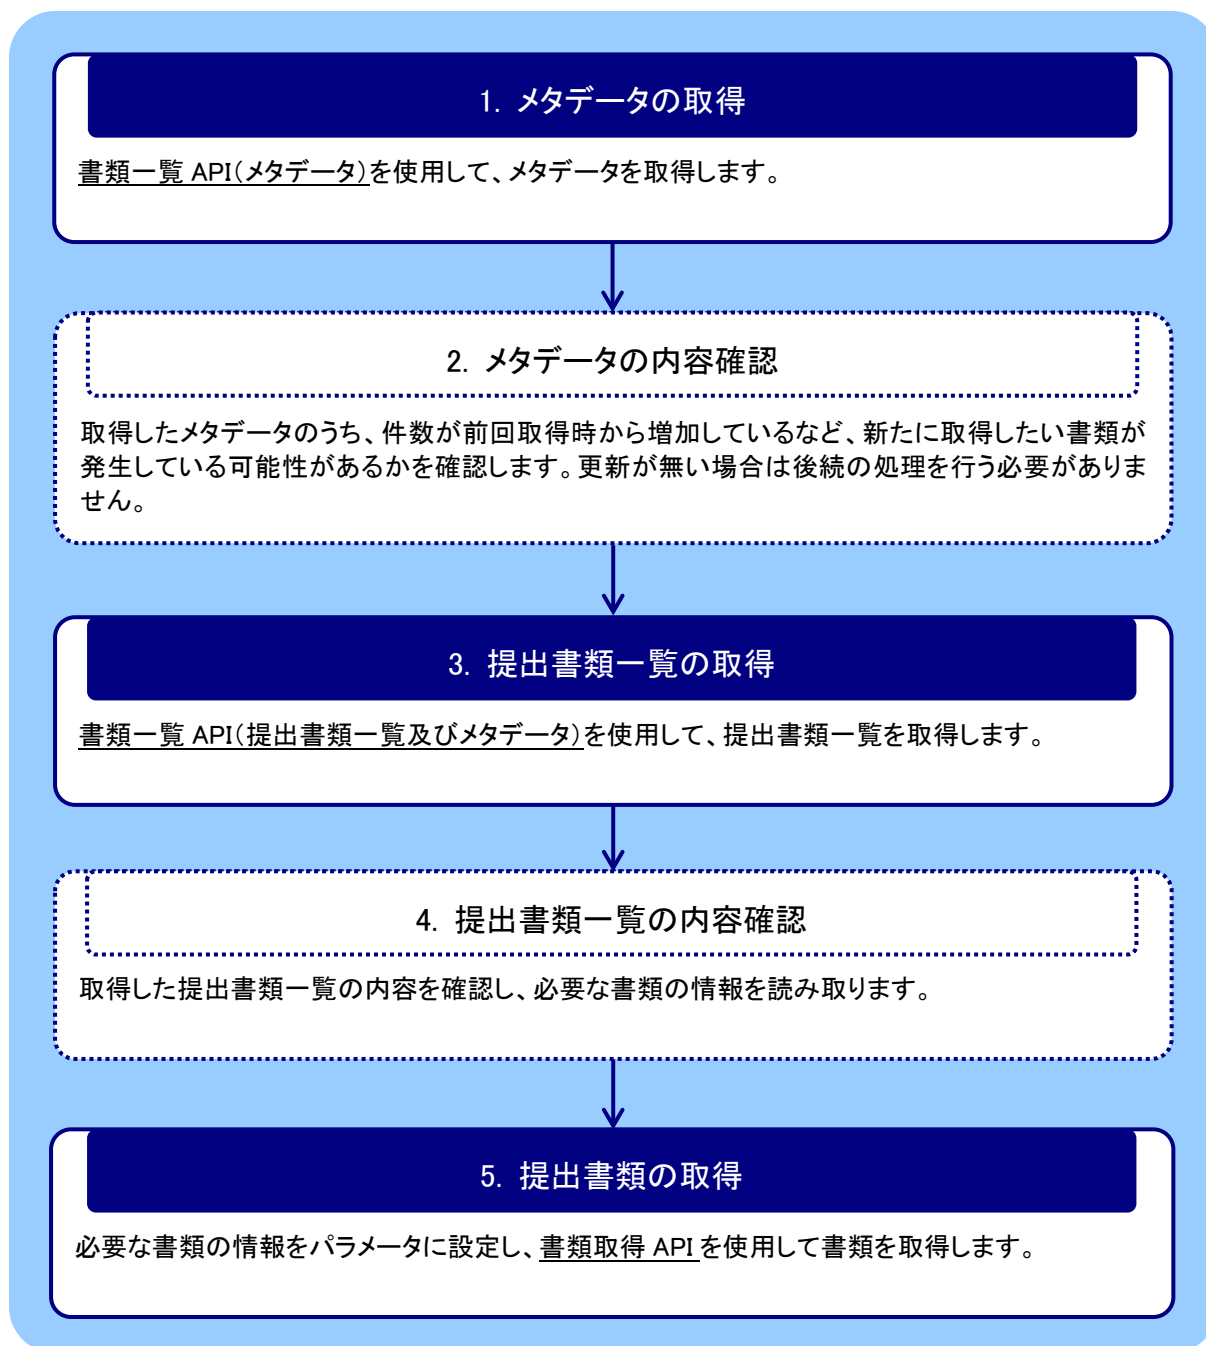 1. メタデータの取得
書類一覧 API(メタデータ)を使用して、メタデータを取得します。
2. メタデータの内容確認
取得したメタデータのうち、件数が前回取得時から増加しているなど、新たに取得したい書類が
発生している可能性があるかを確認します。更新が無い場合は後続の処理を行う必要がありま
せん。
3. 提出書類一覧の取得
書類一覧 API(提出書類一覧及びメタデータ)を使用して、提出書類一覧を取得します。
4. 提出書類一覧の内容確認
取得した提出書類一覧の内容を確認し、必要な書類の情報を読み取ります。
5. 提出書類の取得
必要な書類の情報をパラメータに設定し、書類取得 API を使用して書類を取得します。